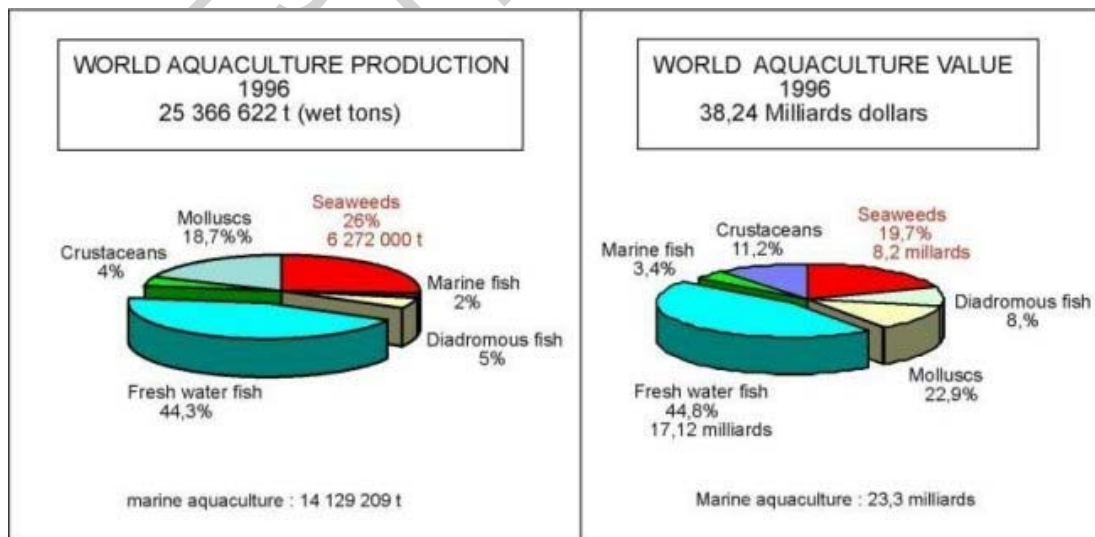 WORLD AQUACULTURE PRODUCTION
1996
25 366 622 t (wet tons)
Molluscs
18,7%%
Seaweeds
26%
6 272 000 t
Crustaceans
4%
Marine fish
2%
Diadromous fish
5%
Fresh water fish
44,3%
marine aquaculture : 14 129 209 t
WORLD AQUACULTURE VALUE
1996
38,24 Milliards dollars
Seaweeds
19,7%
8,2 millards
Crustaceans
11,2%
Marine fish
3,4%
Diadromous fish
8,%
Molluscs
22,9%
Fresh water fish
44,8%
17,12 milliards
Marine aquaculture : 23,3 milliards